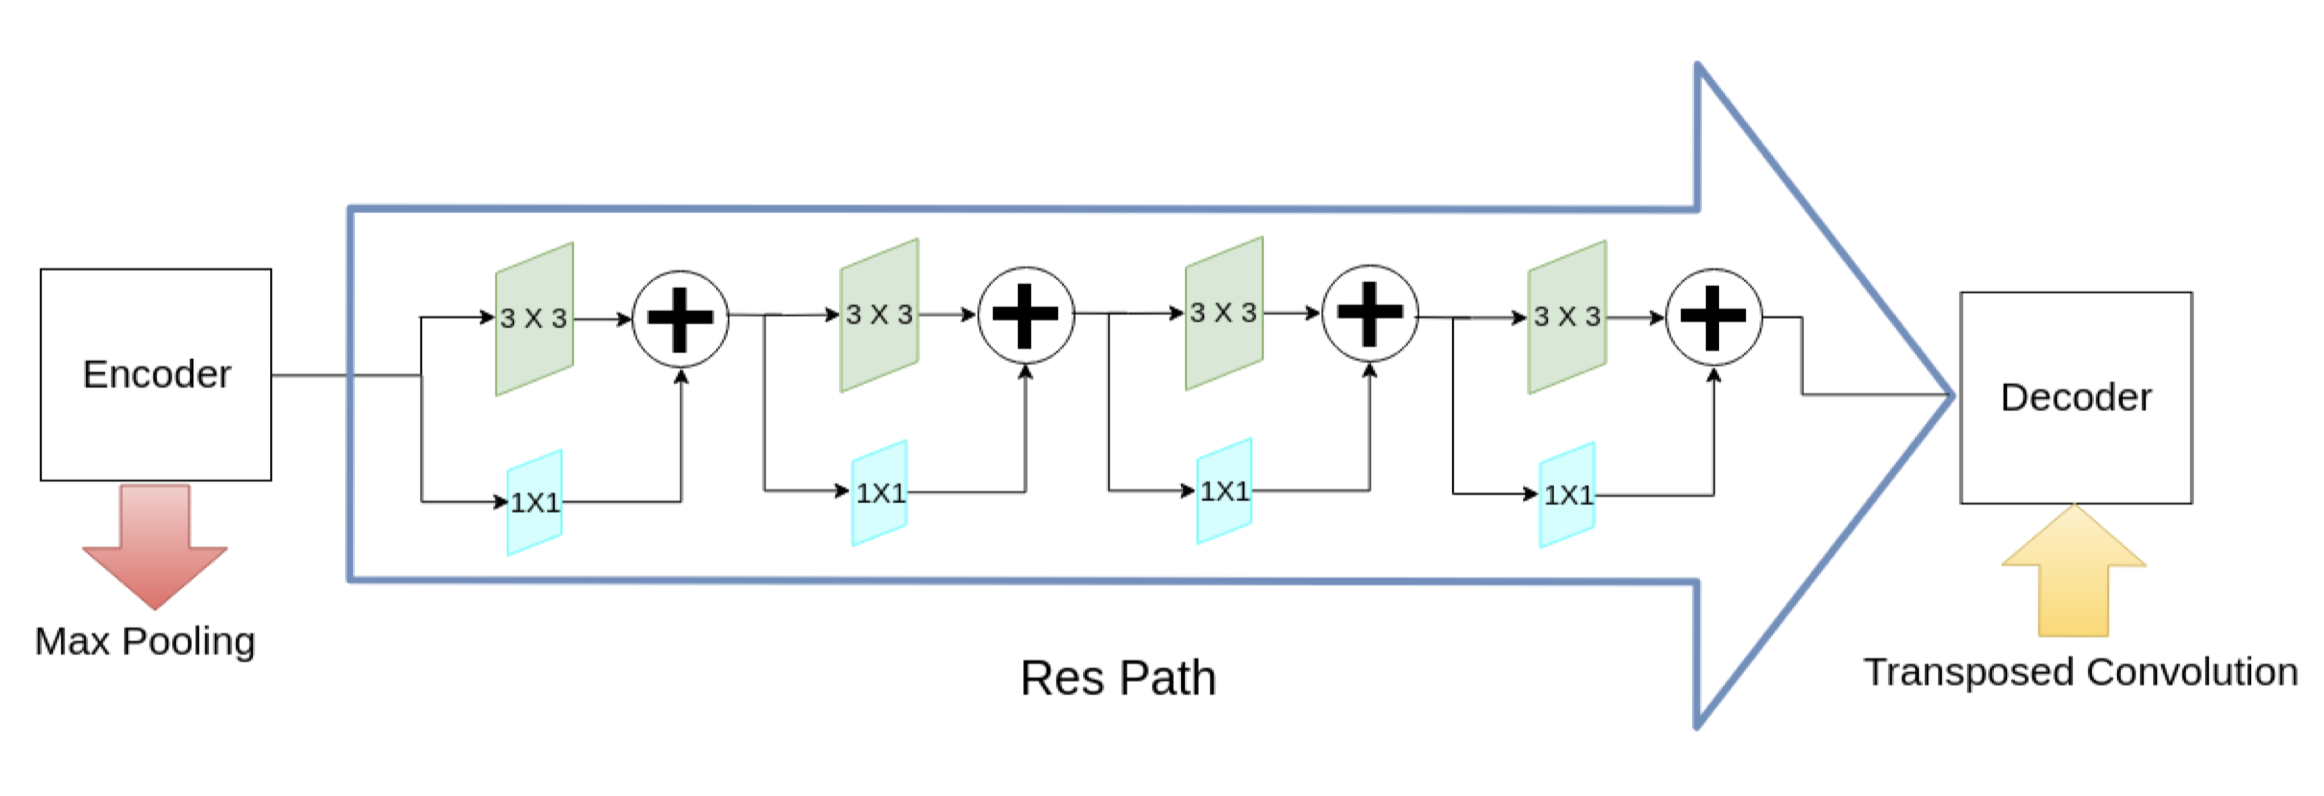 Encoder
3 X 3
3 X 3
3 X 3
3 X 3
1X1
1X1
1X1
1X1
Decoder
Max Pooling
Res Path
Transposed Convolution